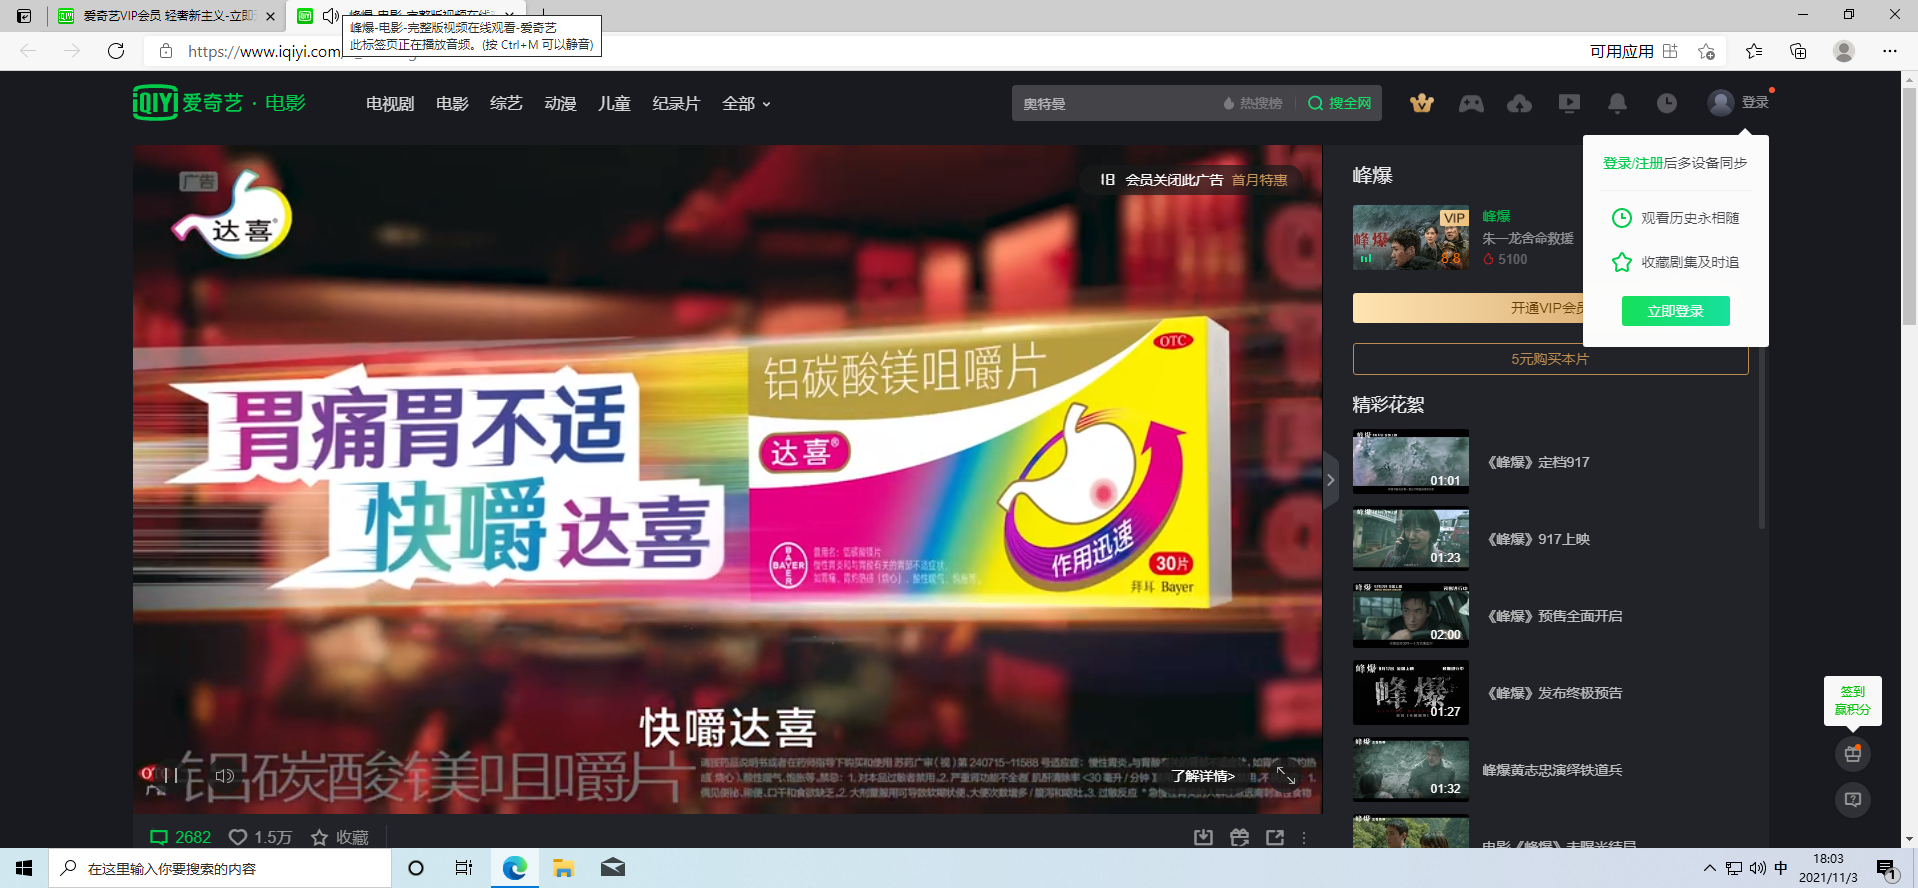 爱奇艺VIP会员 轻奢新主义-立即
峰爆-电影-完整版视频在线观看-爱奇艺
此标签页正在播放音频。(按 Ctrl+M 可以静音)
https://www.iqiyi.com/
可用应用
iQIYI 爱奇艺 · 电影
电视剧 电影 综艺 动漫 儿童 纪录片 全部
奥特曼 热搜榜 搜全网
登录
登录/注册后多设备同步
观看历史永相随
收藏剧集及时追
立即登录
广告
达喜®
18 会员关闭此广告 首月特惠
胃痛胃不适
快嚼达喜
铝碳酸镁咀嚼片
OTC
达喜®
作用迅速
BAYER
30片
拜耳 Bayer
快嚼达喜
铝碳酸镁咀嚼片
了解详情>
峰爆
VIP
峰爆
8.8
峰爆
朱一龙舍命救援
5100
开通VIP会员
5元购买本片
精彩花絮
01:01
《峰爆》定档917
01:23
《峰爆》917上映
02:00
《峰爆》预售全面开启
01:27
《峰爆》发布终极预告
01:32
峰爆黄志忠演绎铁道兵
电影《峰爆》未曝光结局
签到
赢积分
2682 1.5万 收藏
在这里输入你要搜索的内容
中
18:03
2021/11/3
1